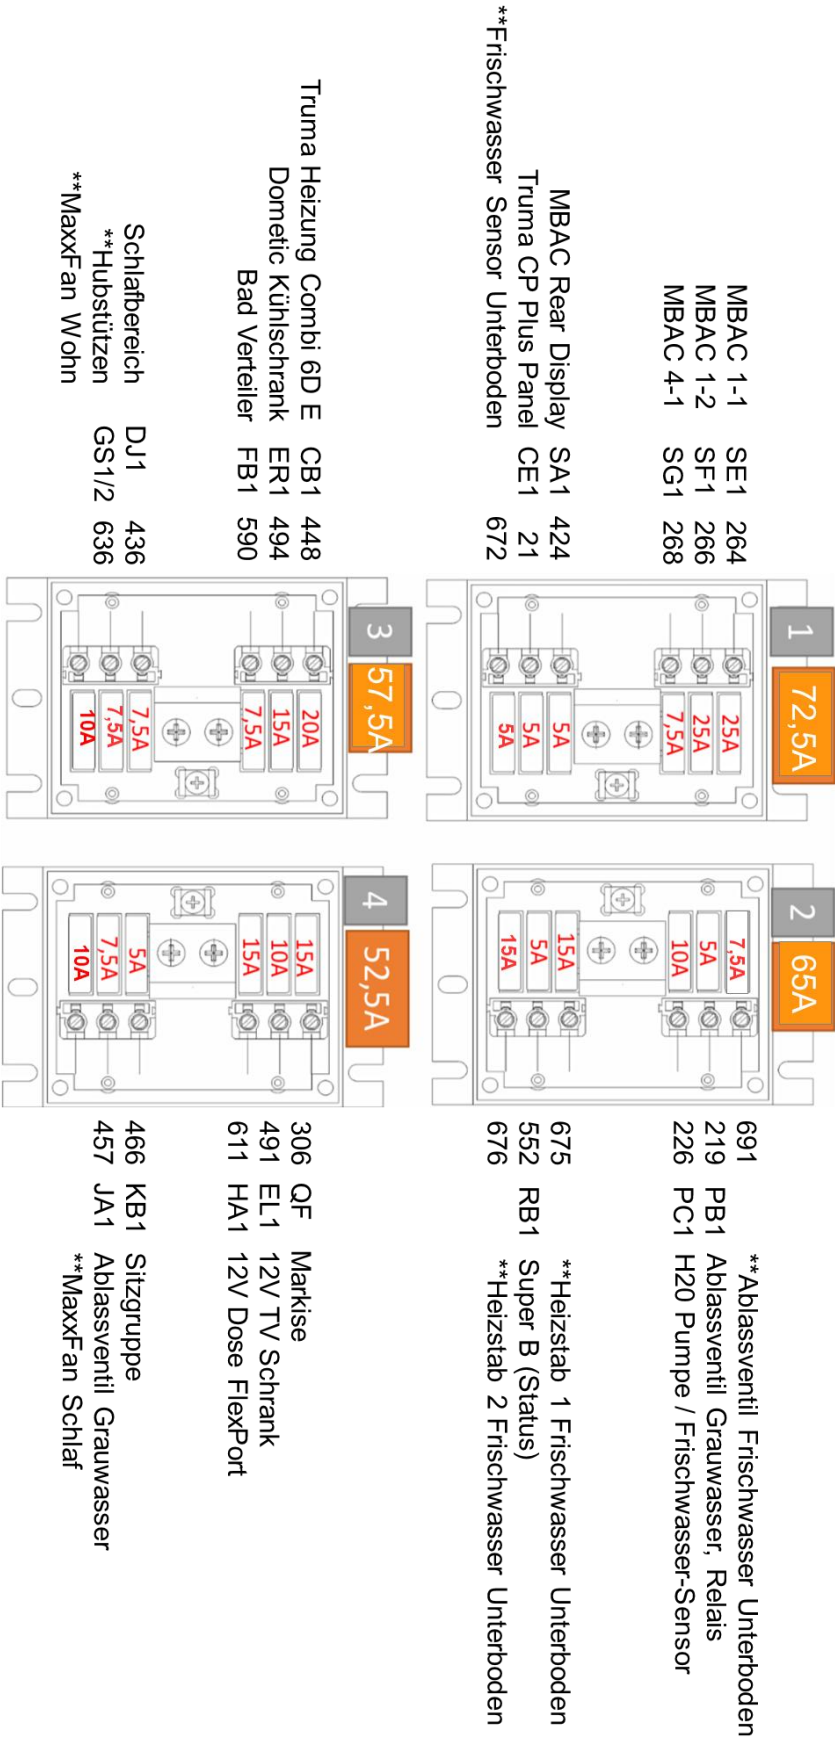 1
72,5A
MBAC 1-1 SE1 264 25A
MBAC 1-2 SF1 266 25A
MBAC 4-1 SG1 268 7,5A
MBAC Rear Display SA1 424 5A
Truma CP Plus Panel CE1 21 5A
**Frischwasser Sensor Unterboden 672 5A
2
65A
7,5A 691 **Ablassventil Frischwasser Unterboden
5A 219 PB1 Ablassventil Grauwasser, Relais
10A 226 PC1 H20 Pumpe / Frischwasser-Sensor
15A 675 **Heizstab 1 Frischwasser Unterboden
5A 552 RB1 Super B (Status)
15A 676 **Heizstab 2 Frischwasser Unterboden
3
57,5A
Truma Heizung Combi 6D E CB1 448 20A
Dometic Kühlschrank ER1 494 15A
Bad Verteiler FB1 590 7,5A
Schlafbereich DJ1 436 7,5A
**Hubstützen GS1/2 636 7,5A
**MaxxFan Wohn 10A
4
52,5A
15A 306 QF Markise
10A 491 EL1 12V TV Schrank
15A 611 HA1 12V Dose FlexPort
5A 466 KB1 Sitzgruppe
7,5A 457 JA1 Ablassventil Grauwasser
10A **MaxxFan Schlaf